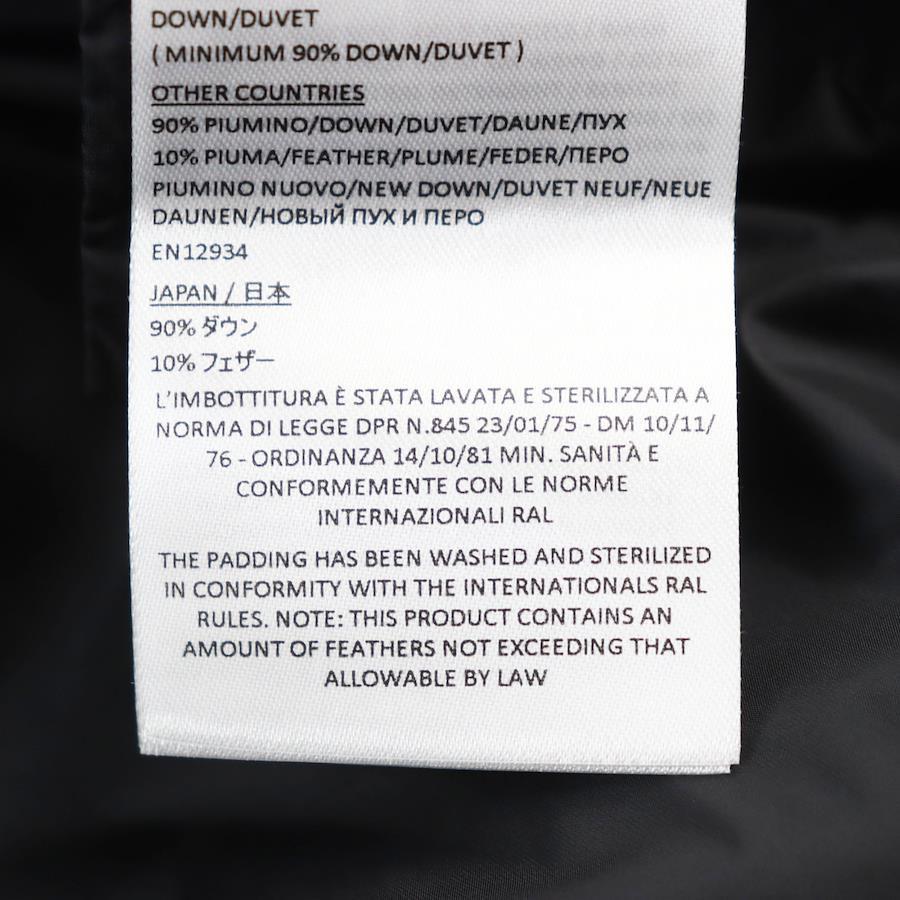 DOWN/DUVET
( MINIMUM 90% DOWN/DUVET )
OTHER COUNTRIES
90% PIUMINO/DOWN/DUVET/DAUNE/ПУХ
10% PIUMA/FEATHER/PLUME/FEDER/ПЕРО
PIUMINO NUOVO/NEW DOWN/DUVET NEUF/NEUE
DAUNEN/НОВЫЙ ПУХ И ПЕРО
EN12934
JAPAN / 日本
90% ダウン
10% フェザー
L'IMBOTTITURA È STATA LAVATA E STERILIZZATA A
NORMA DI LEGGE DPR N.845 23/01/75 - DM 10/11/
76 - ORDINANZA 14/10/81 MIN. SANITÀ E
CONFORMEMENTE CON LE NORME
INTERNAZIONALI RAL
THE PADDING HAS BEEN WASHED AND STERILIZED
IN CONFORMITY WITH THE INTERNATIONALS RAL
RULES. NOTE: THIS PRODUCT CONTAINS AN
AMOUNT OF FEATHERS NOT EXCEEDING THAT
ALLOWABLE BY LAW